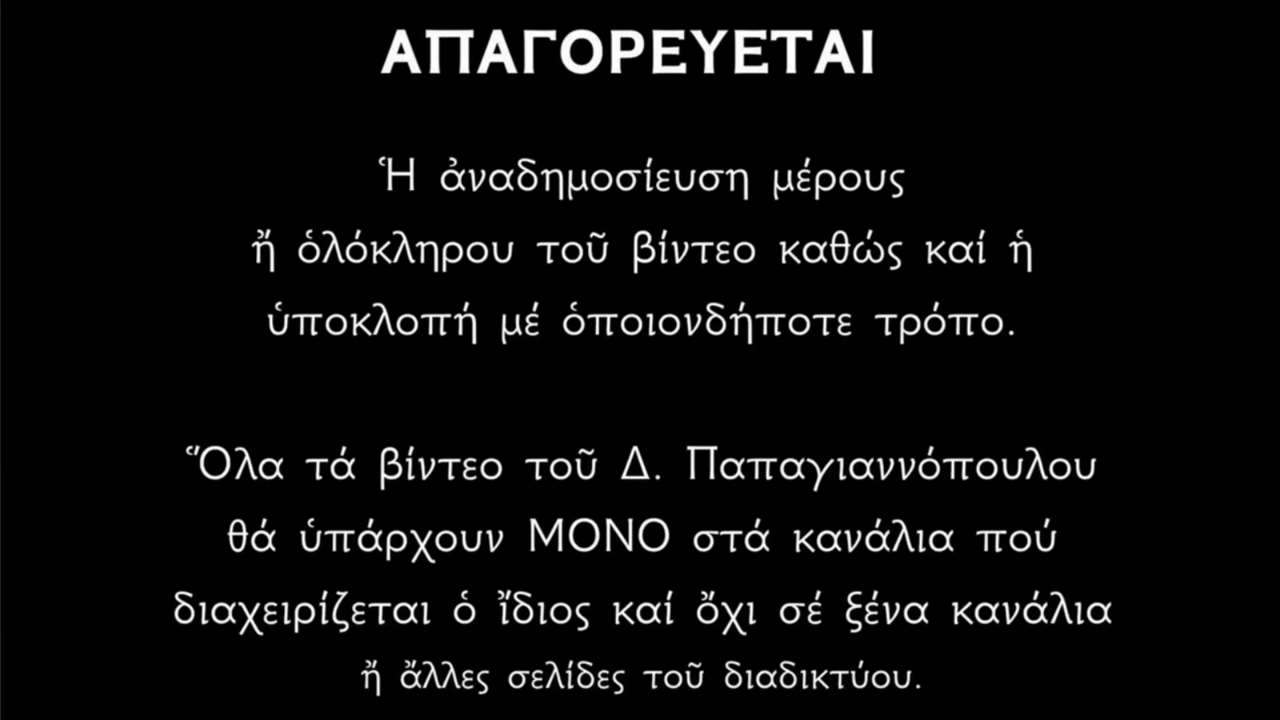 ΑΠΑΓΟΡΕΥΕΤΑΙ
Ἡ ἀναδημοσίευση μέρους
ἤ ὁλόκληρου τοῦ βίντεο καθώς καί ἡ
ὑποκλοπή μέ ὁποιονδήποτε τρόπο.
Ὅλα τά βίντεο τοῦ Δ. Παπαγιαννόπουλου
θά ὑπάρχουν ΜΟΝΟ στά κανάλια πού
διαχειρίζεται ὁ ἴδιος καί ὄχι σέ ξένα κανάλια
ἤ ἄλλες σελίδες τοῦ διαδικτύου.